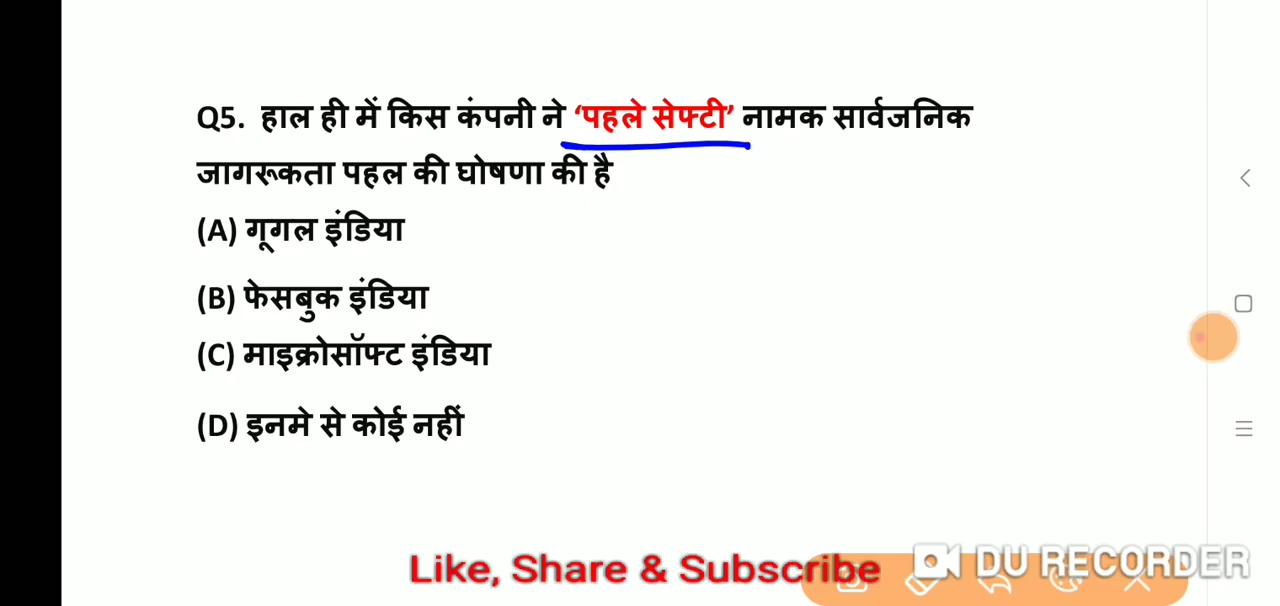 Q5. हाल ही में किस कंपनी ने ‘पहले सेफ्टी’ नामक सार्वजनिक
जागरूकता पहल की घोषणा की है
(A) गूगल इंडिया
(B) फेसबुक इंडिया
(C) माइक्रोसॉफ्ट इंडिया
(D) इनमे से कोई नहीं
Like, Share & Subscribe
DU RECORDER